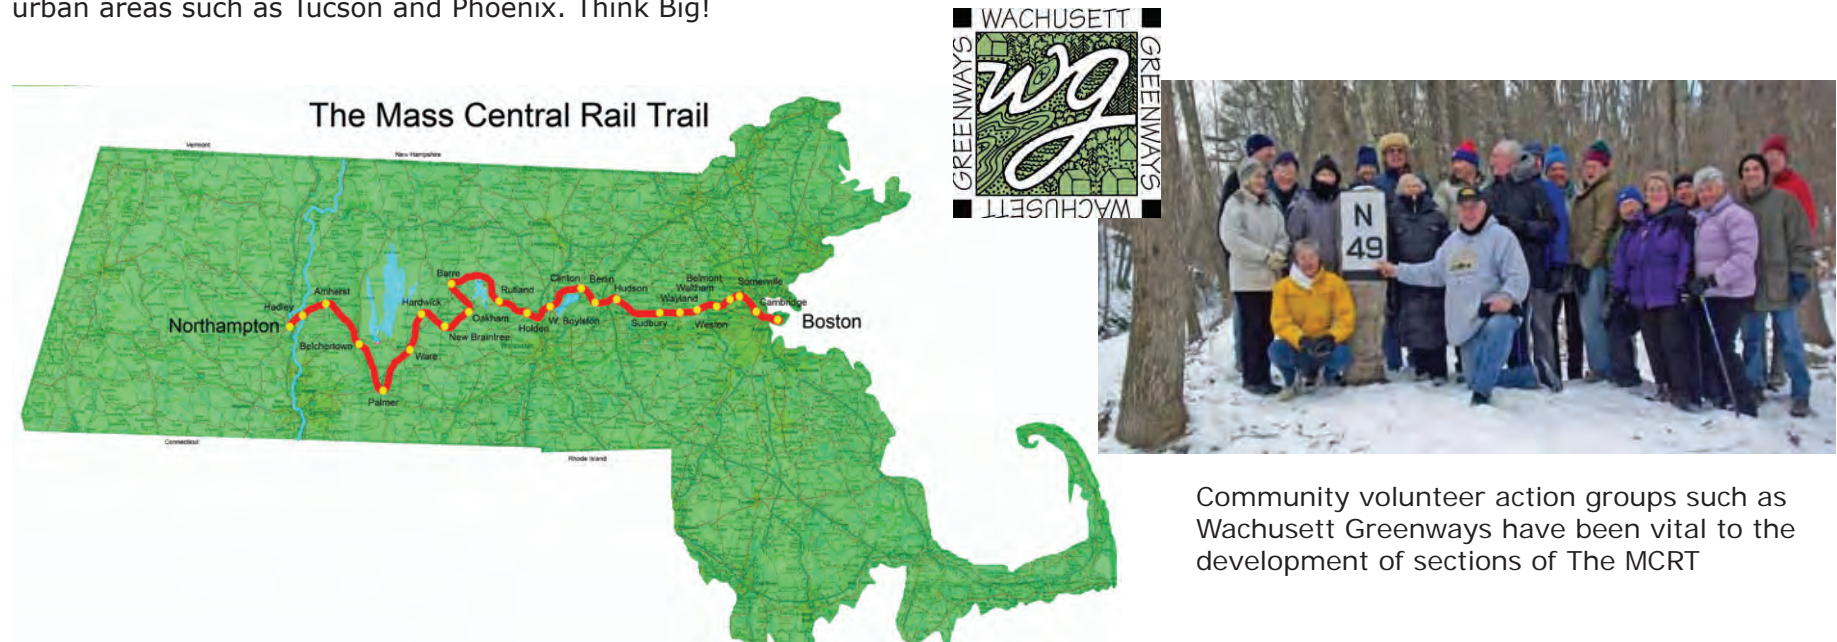 urban areas such as Tucson and Phoenix. Think Big!
WACHUSETT
GREENWAYS
GREENWAYS
WACHUSETT
wg
The Mass Central Rail Trail
Vermont
New Hampshire
Barre
Clinton
Berlin
Belmont
Somerville
Amherst
Rutland
Hudson
Waltham
Hadley
Hardwick
Wayland
Cambridge
Northampton
Oakham
W. Boylston
Boston
Holden
Sudbury
Weston
Belchertown
New Braintree
Ware
Palmer
Connecticut
Rhode Island
N
49
Community volunteer action groups such as
Wachusett Greenways have been vital to the
development of sections of The MCRT